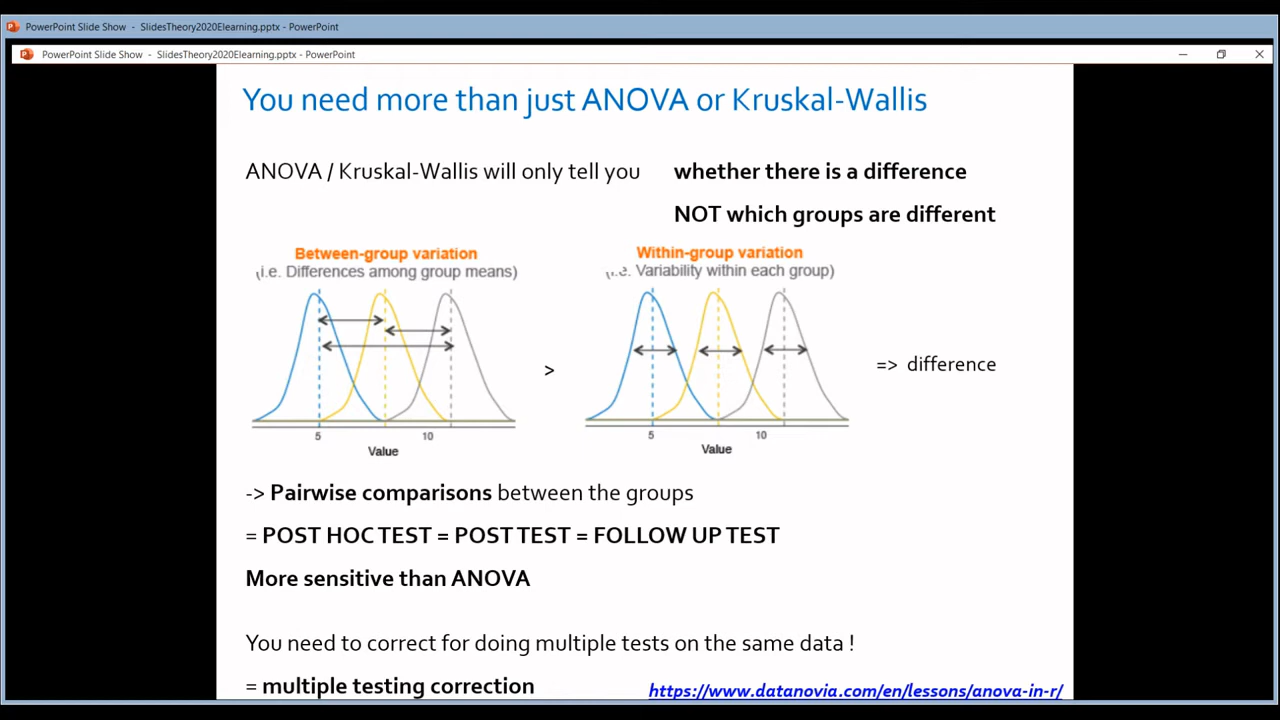 PowerPoint Slide Show - SlidesTheory2020Elearning.pptx - PowerPoint
PowerPoint Slide Show - SlidesTheory2020Elearning.pptx - PowerPoint
You need more than just ANOVA or Kruskal-Wallis
ANOVA / Kruskal-Wallis will only tell you whether there is a difference
NOT which groups are different
Between-group variation
(i.e. Differences among group means)
5 10
Value
>
Within-group variation
(i.e. Variability within each group)
5 10
Value
=> difference
-> Pairwise comparisons between the groups
= POST HOC TEST = POST TEST = FOLLOW UP TEST
More sensitive than ANOVA
You need to correct for doing multiple tests on the same data !
= multiple testing correction
https://www.datanovia.com/en/lessons/anova-in-r/